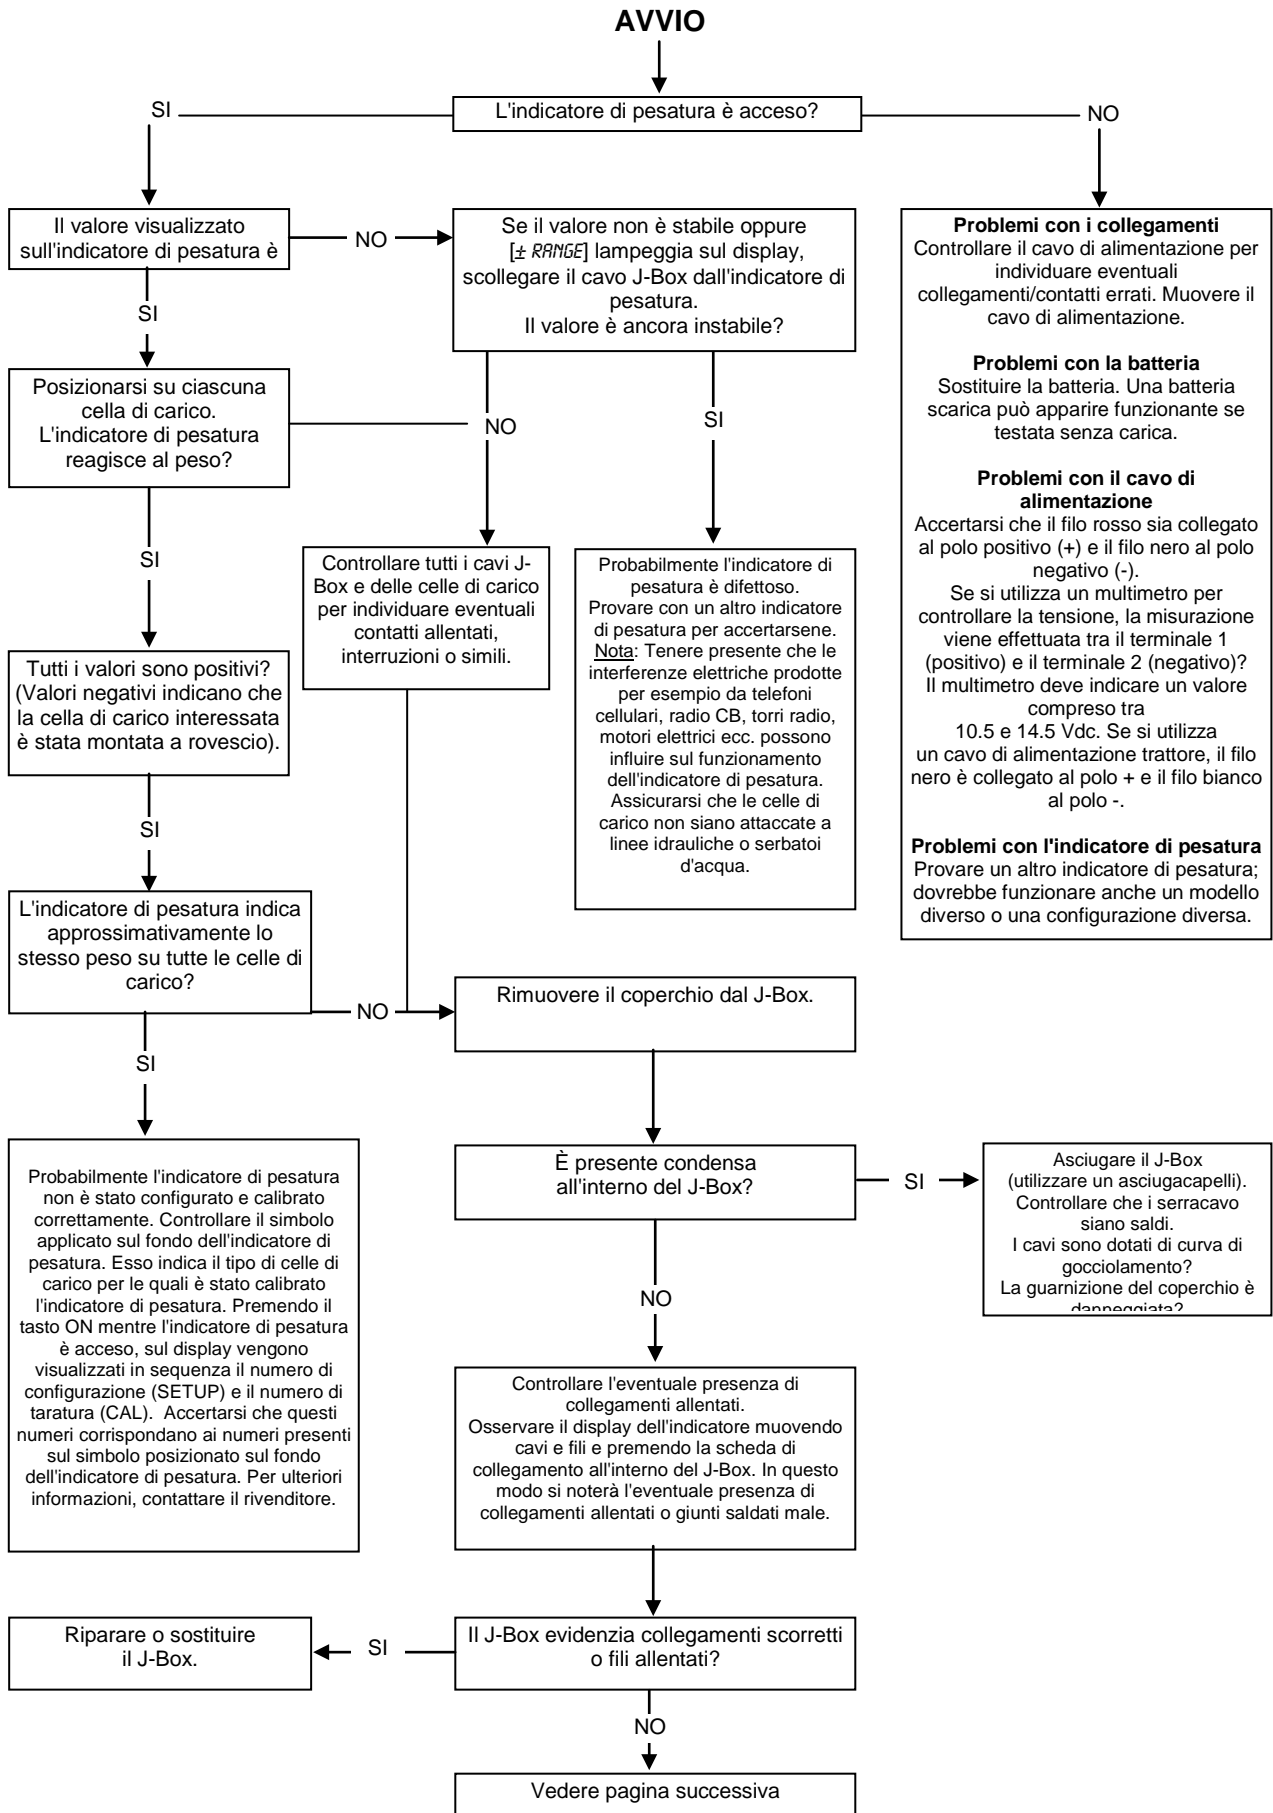 AVVIO
L'indicatore di pesatura è acceso?
SI
NO
Il valore visualizzato
sull'indicatore di pesatura è
NO
Se il valore non è stabile oppure
[± RANGE] lampeggia sul display,
scollegare il cavo J-Box dall'indicatore di
pesatura.
Il valore è ancora instabile?
Problemi con i collegamenti
Controllare il cavo di alimentazione per
individuare eventuali
collegamenti/contatti errati. Muovere il
cavo di alimentazione.
Problemi con la batteria
Sostituire la batteria. Una batteria
scarica può apparire funzionante se
testata senza carica.
Problemi con il cavo di
alimentazione
Accertarsi che il filo rosso sia collegato
al polo positivo (+) e il filo nero al polo
negativo (-).
Se si utilizza un multimetro per
controllare la tensione, la misurazione
viene effettuata tra il terminale 1
(positivo) e il terminale 2 (negativo)?
Il multimetro deve indicare un valore
compreso tra
10.5 e 14.5 Vdc. Se si utilizza
un cavo di alimentazione trattore, il filo
nero è collegato al polo + e il filo bianco
al polo -.
Problemi con l'indicatore di pesatura
Provare un altro indicatore di pesatura;
dovrebbe funzionare anche un modello
diverso o una configurazione diversa.
SI
Posizionarsi su ciascuna
cella di carico.
L'indicatore di pesatura
reagisce al peso?
NO
SI
SI
Controllare tutti i cavi J-
Box e delle celle di carico
per individuare eventuali
contatti allentati,
interruzioni o simili.
Probabilmente l'indicatore di
pesatura è difettoso.
Provare con un altro indicatore
di pesatura per accertarsene.
Nota: Tenere presente che le
interferenze elettriche prodotte
per esempio da telefoni
cellulari, radio CB, torri radio,
motori elettrici ecc. possono
influire sul funzionamento
dell'indicatore di pesatura.
Assicurarsi che le celle di
carico non siano attaccate a
linee idrauliche o serbatoi
d'acqua.
Tutti i valori sono positivi?
(Valori negativi indicano che
la cella di carico interessata
è stata montata a rovescio).
SI
L'indicatore di pesatura indica
approssimativamente lo
stesso peso su tutte le celle di
carico?
NO
Rimuovere il coperchio dal J-Box.
SI
È presente condensa
all'interno del J-Box?
SI
Asciugare il J-Box
(utilizzare un asciugacapelli).
Controllare che i serracavo
siano saldi.
I cavi sono dotati di curva di
gocciolamento?
La guarnizione del coperchio è
danneggiata?
Probabilmente l'indicatore di pesatura
non è stato configurato e calibrato
correttamente. Controllare il simbolo
applicato sul fondo dell'indicatore di
pesatura. Esso indica il tipo di celle di
carico per le quali è stato calibrato
l'indicatore di pesatura. Premendo il
tasto ON mentre l'indicatore di pesatura
è acceso, sul display vengono
visualizzati in sequenza il numero di
configurazione (SETUP) e il numero di
taratura (CAL). Accertarsi che questi
numeri corrispondano ai numeri presenti
sul simbolo posizionato sul fondo
dell'indicatore di pesatura. Per ulteriori
informazioni, contattare il rivenditore.
NO
Controllare l'eventuale presenza di
collegamenti allentati.
Osservare il display dell'indicatore muovendo
cavi e fili e premendo la scheda di
collegamento all'interno del J-Box. In questo
modo si noterà l'eventuale presenza di
collegamenti allentati o giunti saldati male.
Riparare o sostituire
il J-Box.
SI
Il J-Box evidenzia collegamenti scorretti
o fili allentati?
NO
Vedere pagina successiva